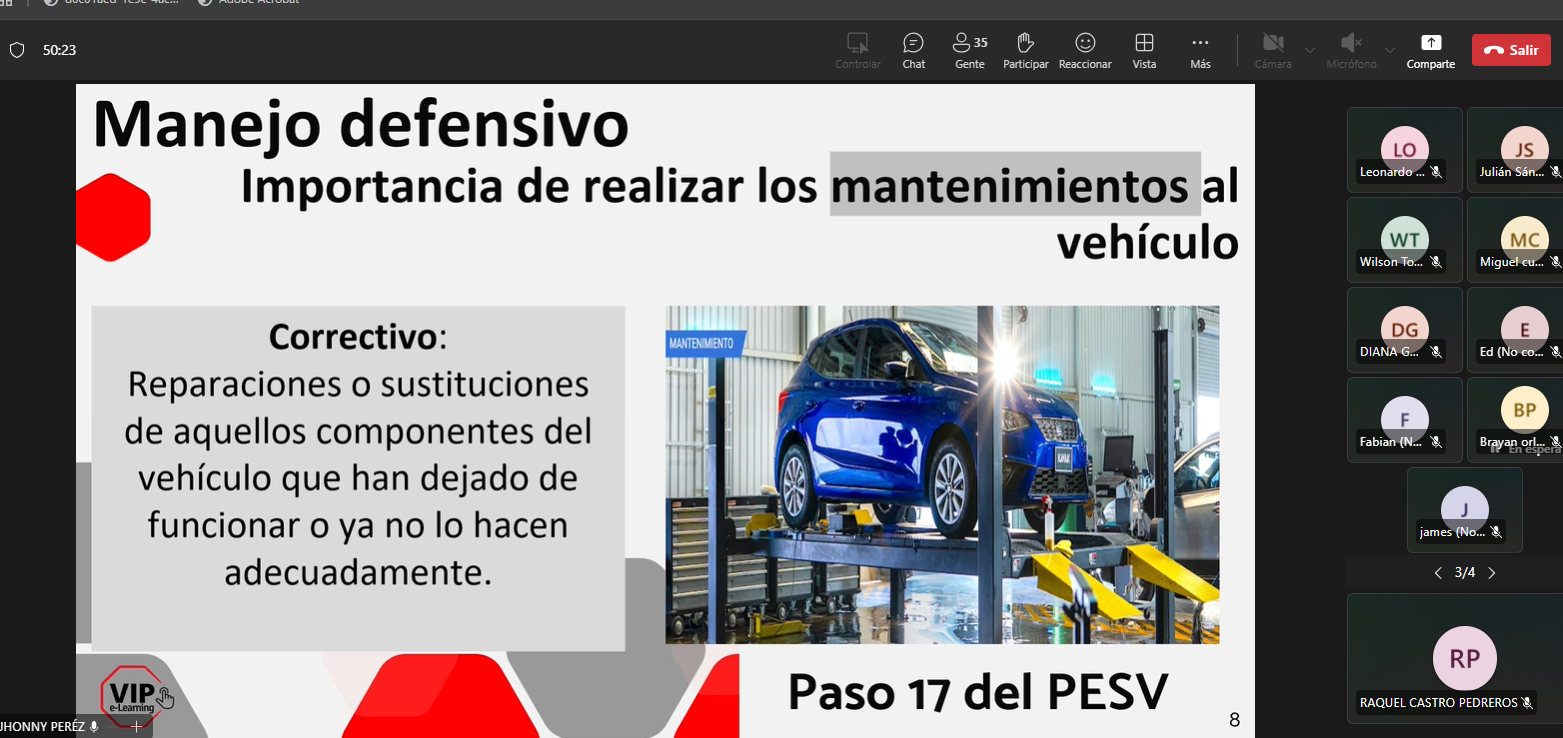 Adobe Acrobat
50:23
Controlar
Chat
35
Gente
Participar
Reaccionar
Vista
Más
Cámara
Micrófono
Comparte
Salir
Manejo defensivo
Importancia de realizar los mantenimientos al
vehículo
Correctivo:
Reparaciones o sustituciones
de aquellos componentes del
vehículo que han dejado de
funcionar o ya no lo hacen
adecuadamente.
MANTENIMIENTO
KAVAK
VIP
e-Learning
Paso 17 del PESV
8
JHONNY PERÉZ
LO
Leonardo ...
JS
Julián Sán...
WT
Wilson To...
MC
Miguel cu...
DG
DIANA G...
E
Ed (No co...
F
Fabian (N...
BP
Brayan orl...
En espera
J
james (No...
3/4
RP
RAQUEL CASTRO PEDREROS